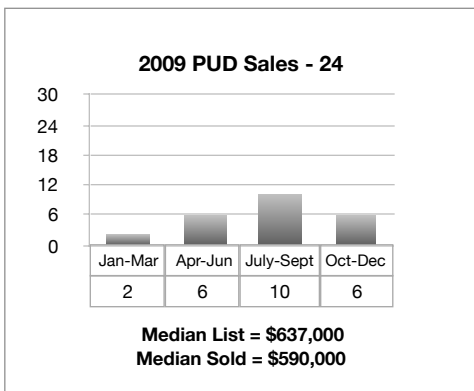 2009 PUD Sales - 24
30
24
18
12
6
0
Jan-Mar Apr-Jun July-Sept Oct-Dec
2 6 10 6
Median List = $637,000
Median Sold = $590,000